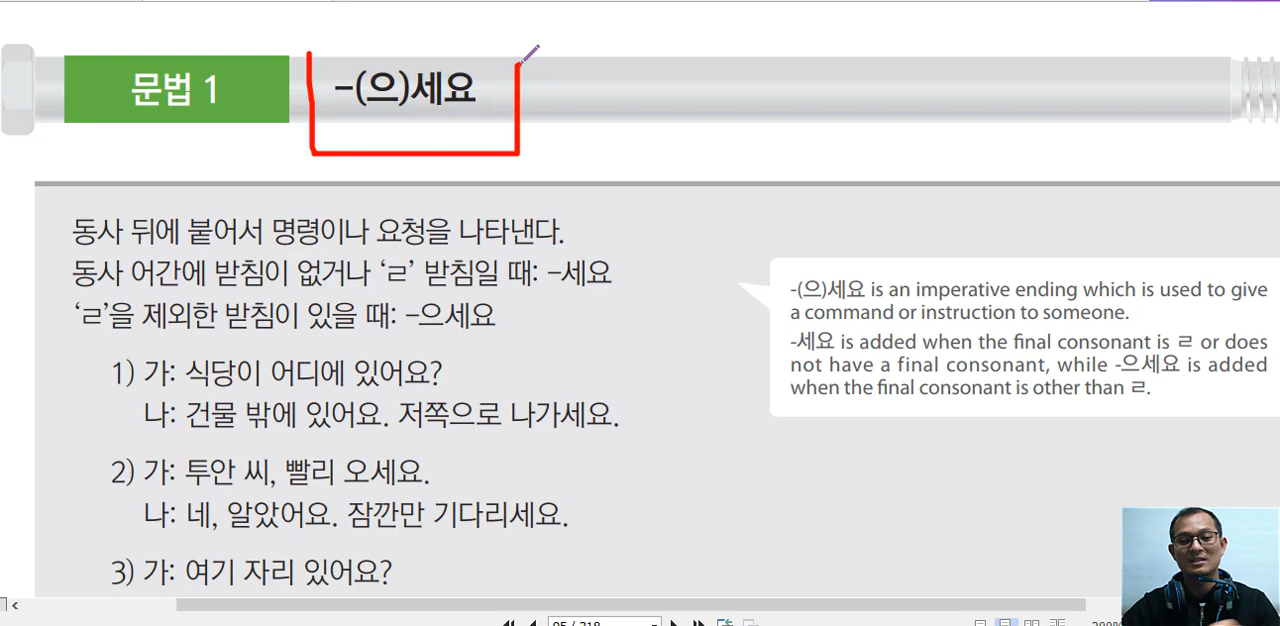 문법 1
-(으)세요
동사 뒤에 붙어서 명령이나 요청을 나타낸다.
동사 어간에 받침이 없거나 ‘ㄹ’ 받침일 때: -세요
‘ㄹ’을 제외한 받침이 있을 때: -으세요
1) 가: 식당이 어디에 있어요?
나: 건물 밖에 있어요. 저쪽으로 나가세요.
2) 가: 투안 씨, 빨리 오세요.
나: 네, 알았어요. 잠깐만 기다리세요.
3) 가: 여기 자리 있어요?
-(으)세요 is an imperative ending which is used to give
a command or instruction to someone.
-세요 is added when the final consonant is ㄹ or does
not have a final consonant, while -으세요 is added
when the final consonant is other than ㄹ.
95 / 318